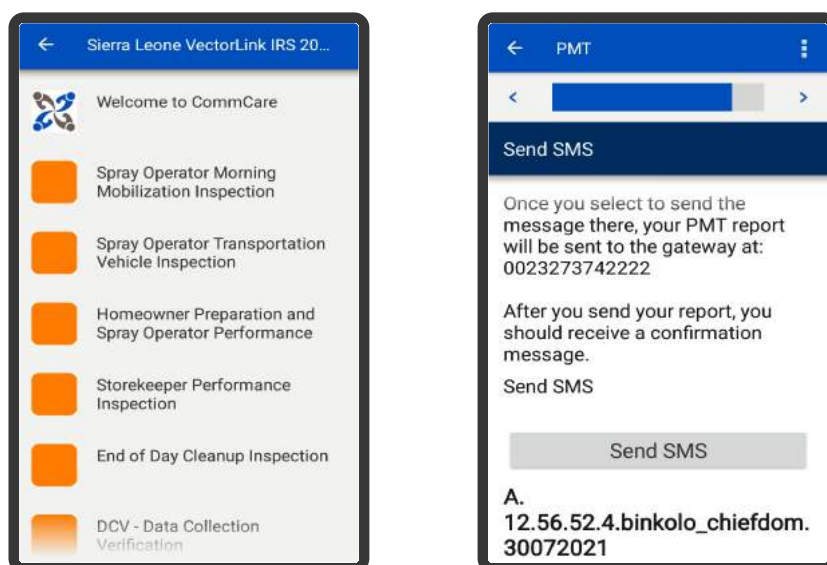 Sierra Leone VectorLink IRS 20...
Welcome to CommCare
Spray Operator Morning
Mobilization Inspection
Spray Operator Transportation
Vehicle Inspection
Homeowner Preparation and
Spray Operator Performance
Storekeeper Performance
Inspection
End of Day Cleanup Inspection
DCV - Data Collection
Verification
PMT
Send SMS
Once you select to send the
message there, your PMT report
will be sent to the gateway at:
0023273742222
After you send your report, you
should receive a confirmation
message.
Send SMS
Send SMS
A.
12.56.52.4.binkolo_chiefdom.
30072021